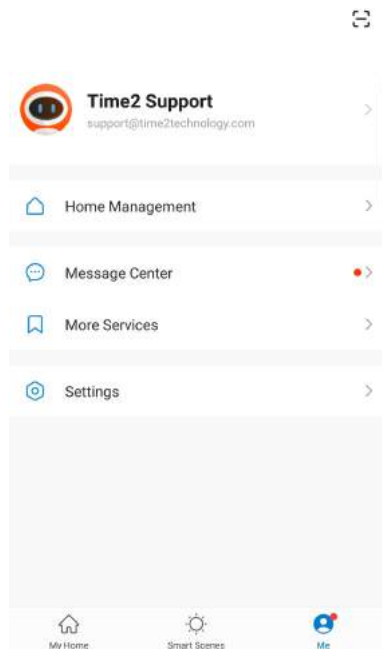 Time2 Support
support@time2technology.com
Home Management
Message Center
More Services
Settings
My Home
Smart Scenes
Me